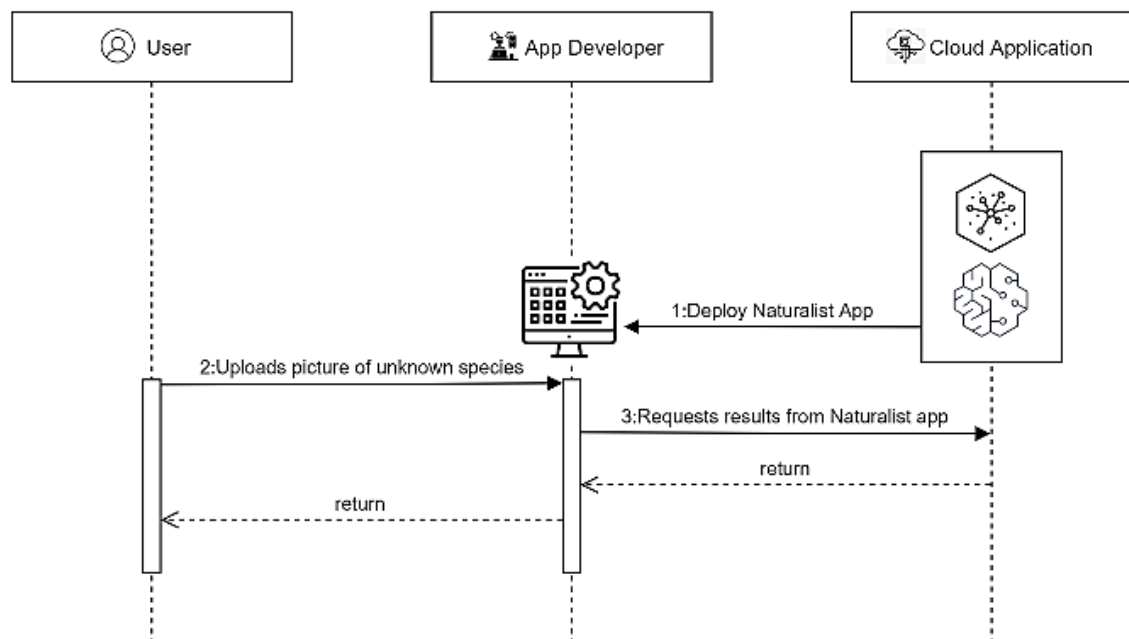 User
App Developer
Cloud Application
1:Deploy Naturalist App
2:Uploads picture of unknown species
3:Requests results from Naturalist app
return
return